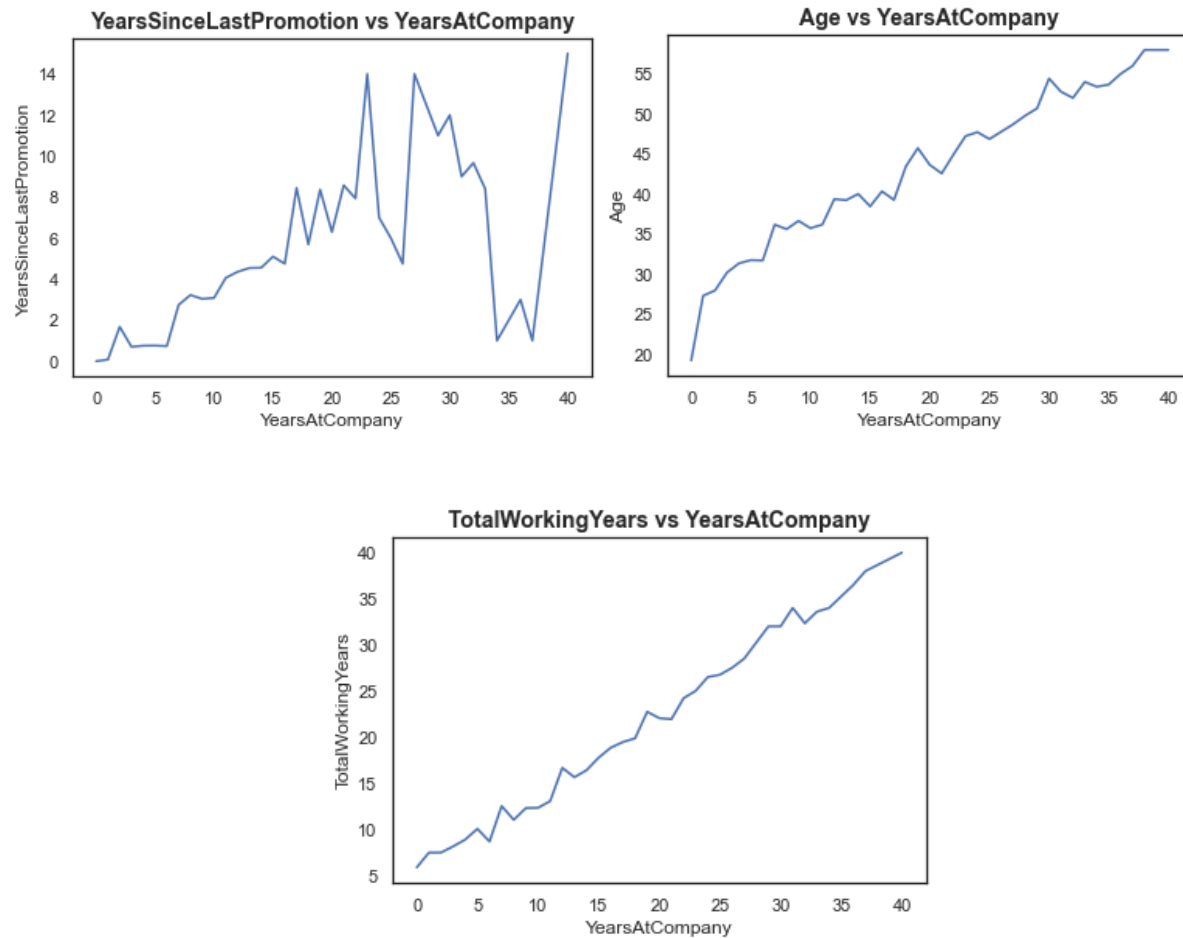 YearsSinceLastPromotion vs YearsAtCompany
YearsSinceLastPromotion
14
12
10
8
6
4
2
0
0 5 10 15 20 25 30 35 40
YearsAtCompany
Age vs YearsAtCompany
Age
55
50
45
40
35
30
25
20
0 5 10 15 20 25 30 35 40
YearsAtCompany
TotalWorkingYears vs YearsAtCompany
TotalWorkingYears
40
35
30
25
20
15
10
5
0 5 10 15 20 25 30 35 40
YearsAtCompany